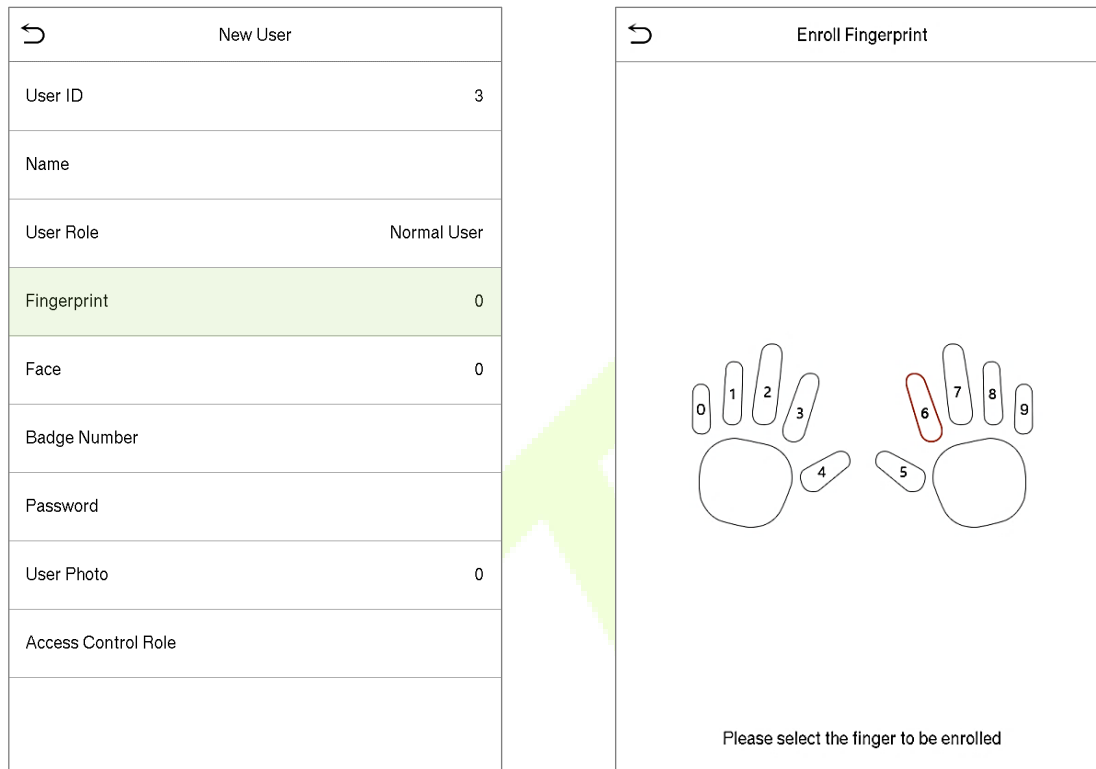 New User
User ID 3
Name
User Role Normal User
Fingerprint 0
Face 0
Badge Number
Password
User Photo 0
Access Control Role
Enroll Fingerprint
0 1 2 3 4 5 6 7 8 9
Please select the finger to be enrolled